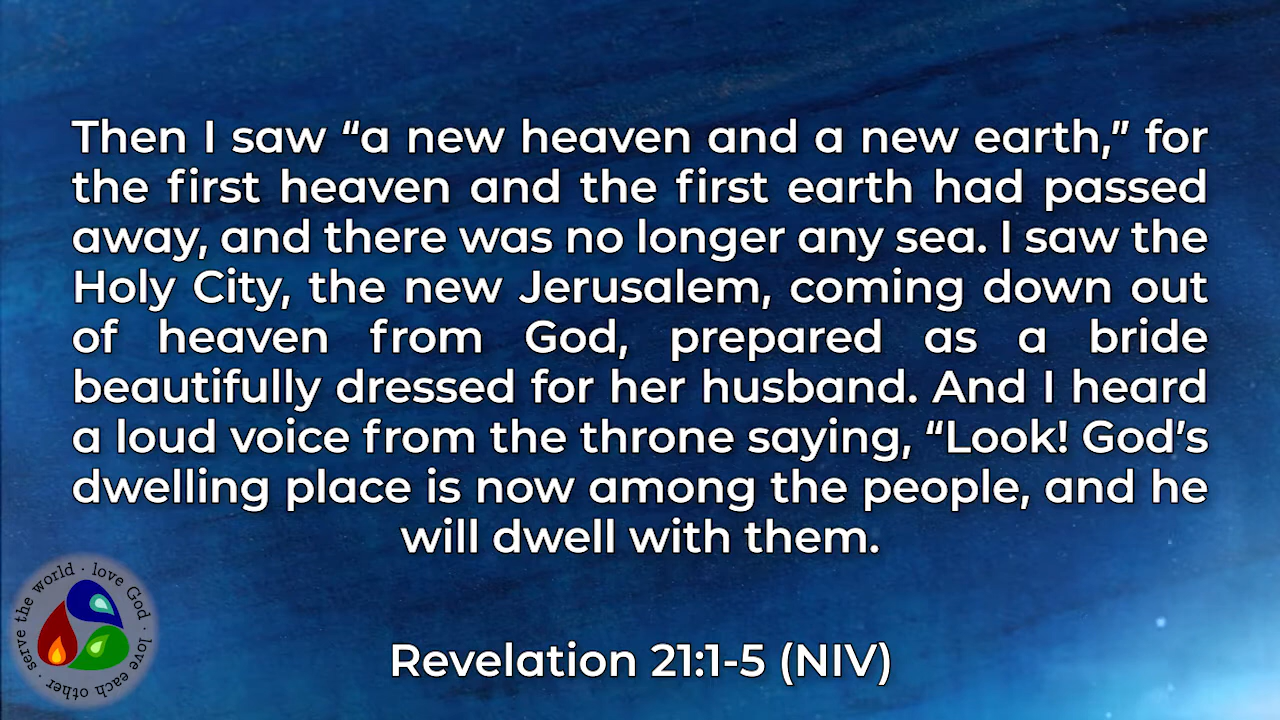 Then I saw “a new heaven and a new earth,” for
the first heaven and the first earth had passed
away, and there was no longer any sea. I saw the
Holy City, the new Jerusalem, coming down out
of heaven from God, prepared as a bride
beautifully dressed for her husband. And I heard
a loud voice from the throne saying, “Look! God’s
dwelling place is now among the people, and he
will dwell with them.
Revelation 21:1-5 (NIV)
love God · love each other · serve the world ·